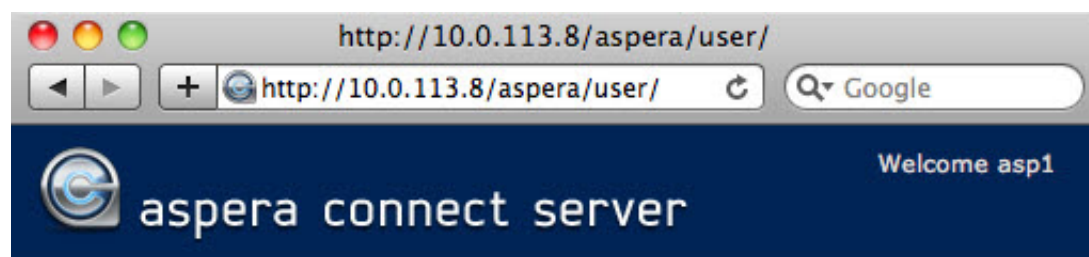 http://10.0.113.8/aspera/user/
http://10.0.113.8/aspera/user/ Google
Welcome asp1
aspera connect server